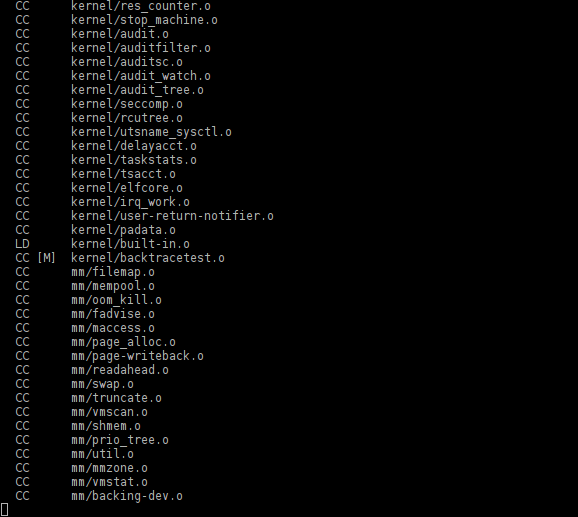 CC kernel/res_counter.o
CC kernel/stop_machine.o
CC kernel/audit.o
CC kernel/auditfilter.o
CC kernel/auditsc.o
CC kernel/audit_watch.o
CC kernel/audit_tree.o
CC kernel/seccomp.o
CC kernel/rcutree.o
CC kernel/utsname_sysctl.o
CC kernel/delayacct.o
CC kernel/taskstats.o
CC kernel/tsacct.o
CC kernel/elfcore.o
CC kernel/irq_work.o
CC kernel/user-return-notifier.o
CC kernel/padata.o
LD kernel/built-in.o
CC [M] kernel/backtracetest.o
CC mm/filemap.o
CC mm/mempool.o
CC mm/oom_kill.o
CC mm/fadvise.o
CC mm/maccess.o
CC mm/page_alloc.o
CC mm/page-writeback.o
CC mm/readahead.o
CC mm/swap.o
CC mm/truncate.o
CC mm/vmscan.o
CC mm/shmem.o
CC mm/prio_tree.o
CC mm/util.o
CC mm/mmzone.o
CC mm/vmstat.o
CC mm/backing-dev.o